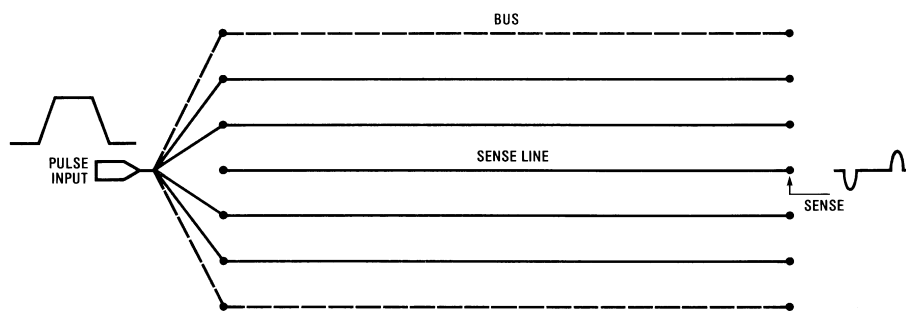 BUS
PULSE
INPUT
SENSE LINE
SENSE